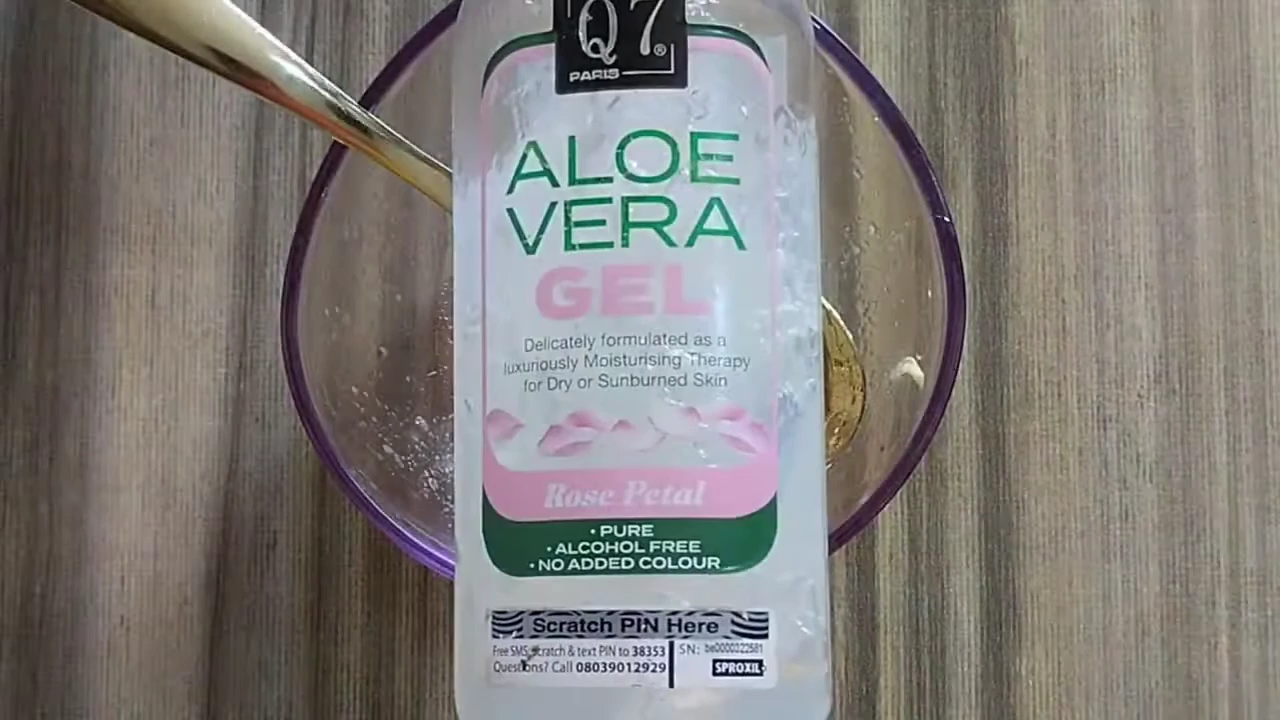 Q7®
PARIS
ALOE
VERA
GEL
Delicately formulated as a
luxuriously Moisturising Therapy
for Dry or Sunburned Skin
Rose Petal
• PURE
• ALCOHOL FREE
• NO ADDED COLOUR
Scratch PIN Here
Free SMS, scratch & text PIN to 38353
Questions? Call 08039012929
SN: be0000322581
SPROXIL